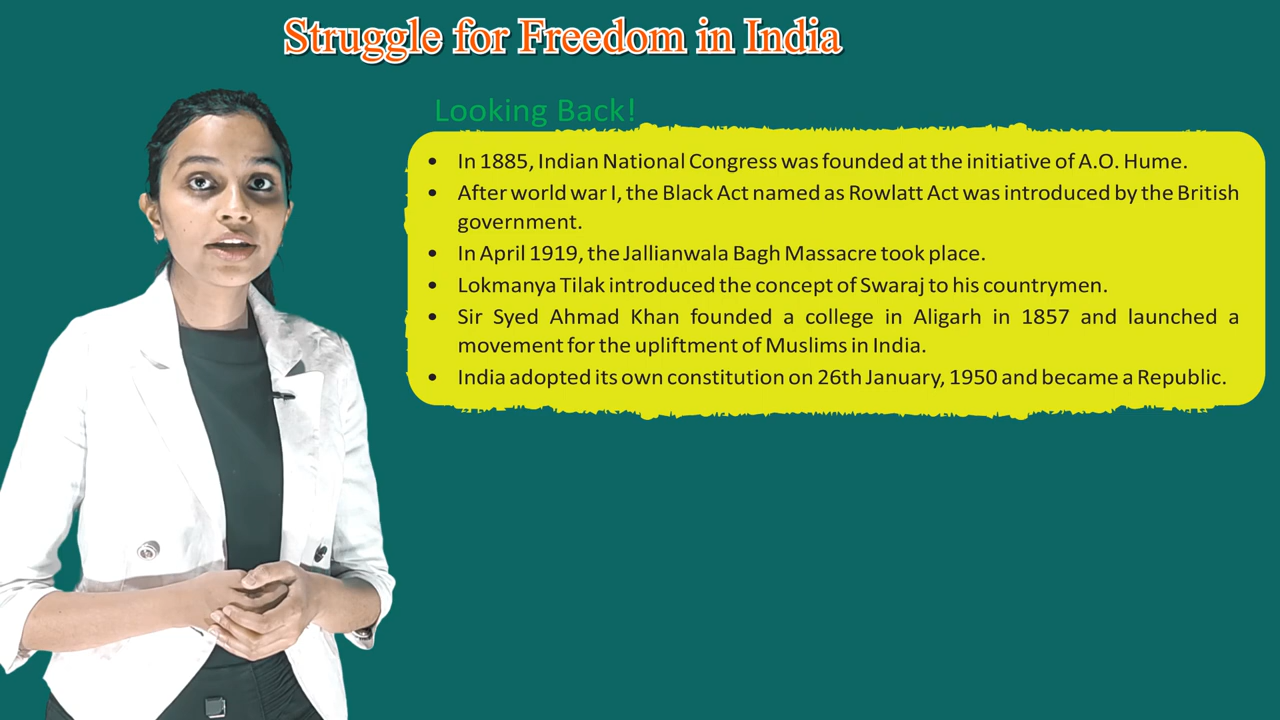 Struggle for Freedom in India
Looking Back!
• In 1885, Indian National Congress was founded at the initiative of A.O. Hume.
• After world war I, the Black Act named as Rowlatt Act was introduced by the British
government.
• In April 1919, the Jallianwala Bagh Massacre took place.
• Lokmanya Tilak introduced the concept of Swaraj to his countrymen.
• Sir Syed Ahmad Khan founded a college in Aligarh in 1857 and launched a
movement for the upliftment of Muslims in India.
• India adopted its own constitution on 26th January, 1950 and became a Republic.